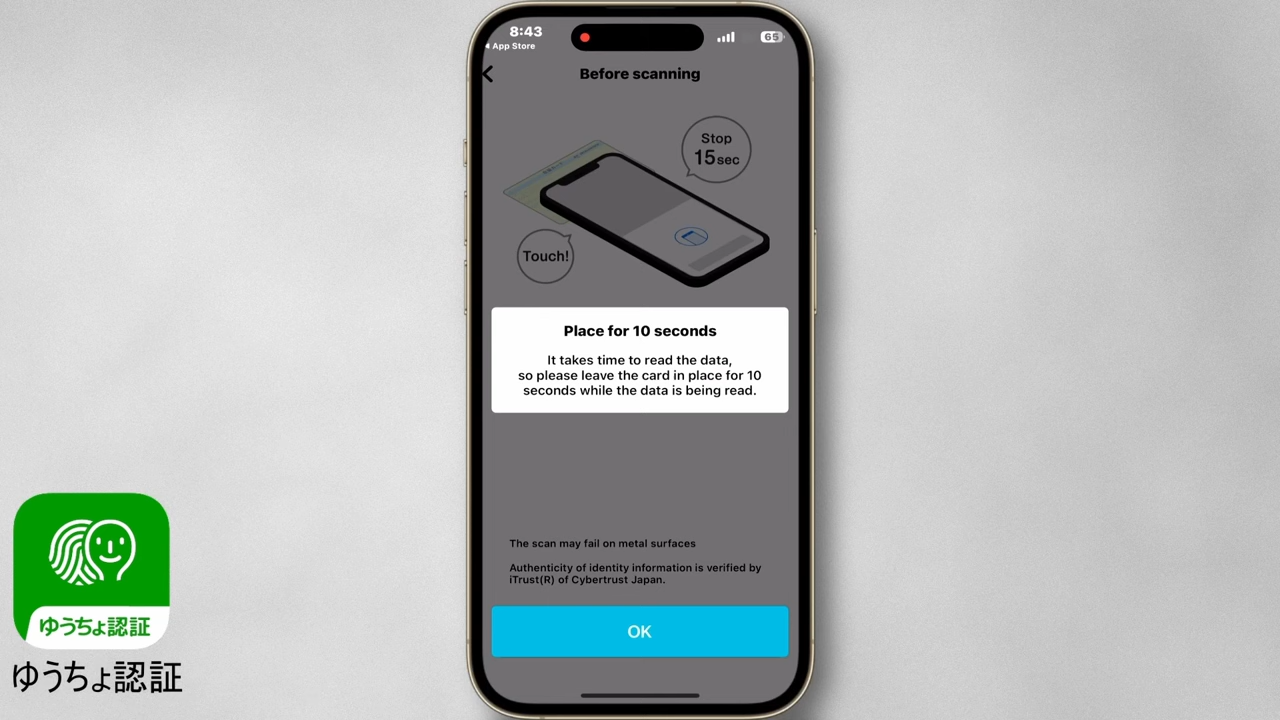 8:43
App Store
65
Before scanning
Stop
15sec
Touch!
Place for 10 seconds
It takes time to read the data,
so please leave the card in place for 10
seconds while the data is being read.
The scan may fail on metal surfaces
Authenticity of identity information is verified by
iTrust(R) of Cybertrust Japan.
OK
ゆうちょ認証
ゆうちょ認証